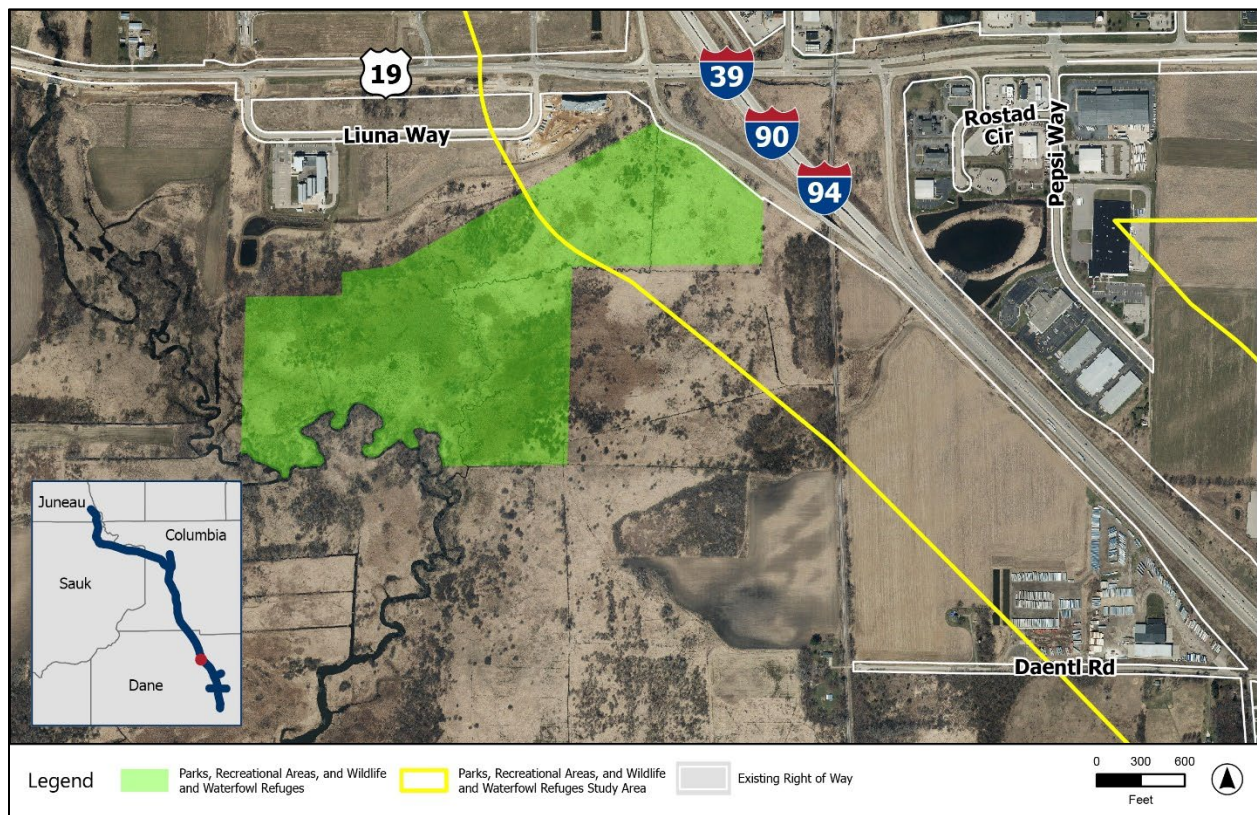 19
39
90
94
Liuna Way
Rostad
Cir
Pepsi Way
Juneau
Columbia
Sauk
Dane
Daentl Rd
Legend
Parks, Recreational Areas, and Wildlife
and Waterfowl Refuges
Parks, Recreational Areas, and Wildlife
and Waterfowl Refuges Study Area
Existing Right of Way
0 300 600
Feet